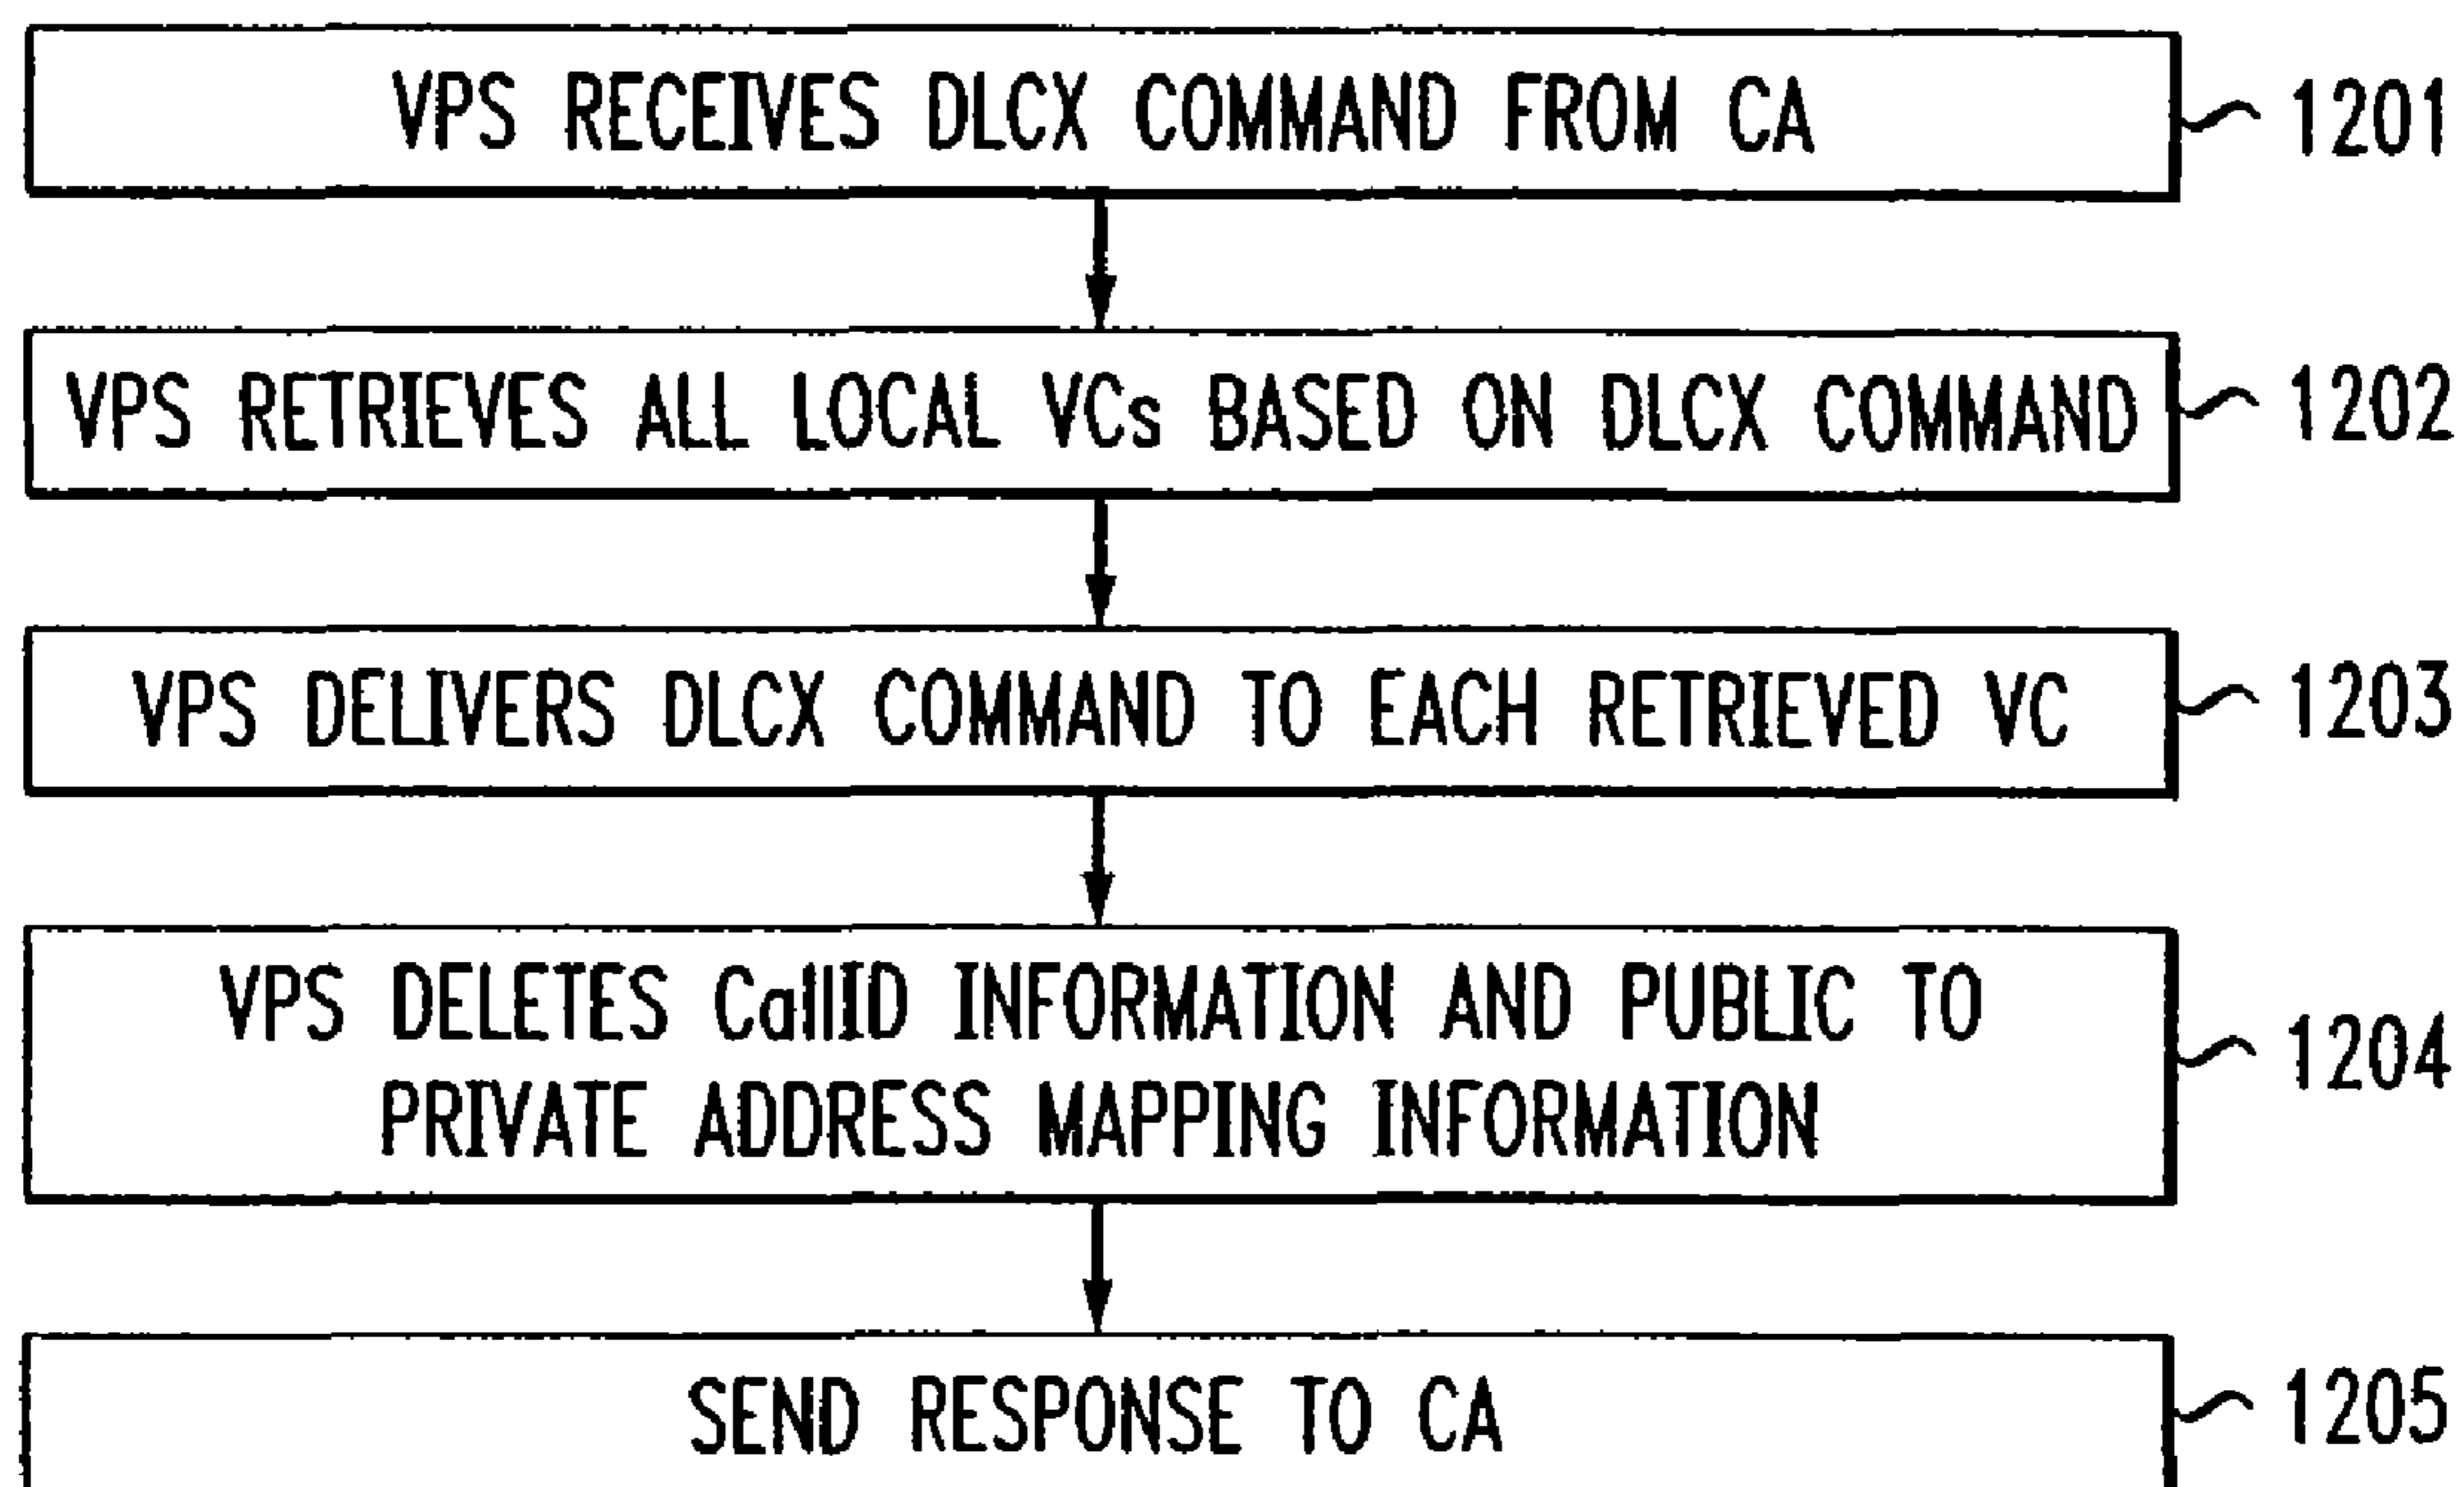 VPS RECEIVES DLCX COMMAND FROM CA
1201
VPS RETRIEVES ALL LOCAL VCs BASED ON DLCX COMMAND
1202
VPS DELIVERS DLCX COMMAND TO EACH RETRIEVED VC
1203
VPS DELETES CallID INFORMATION AND PUBLIC TO
PRIVATE ADDRESS MAPPING INFORMATION
1204
SEND RESPONSE TO CA
1205